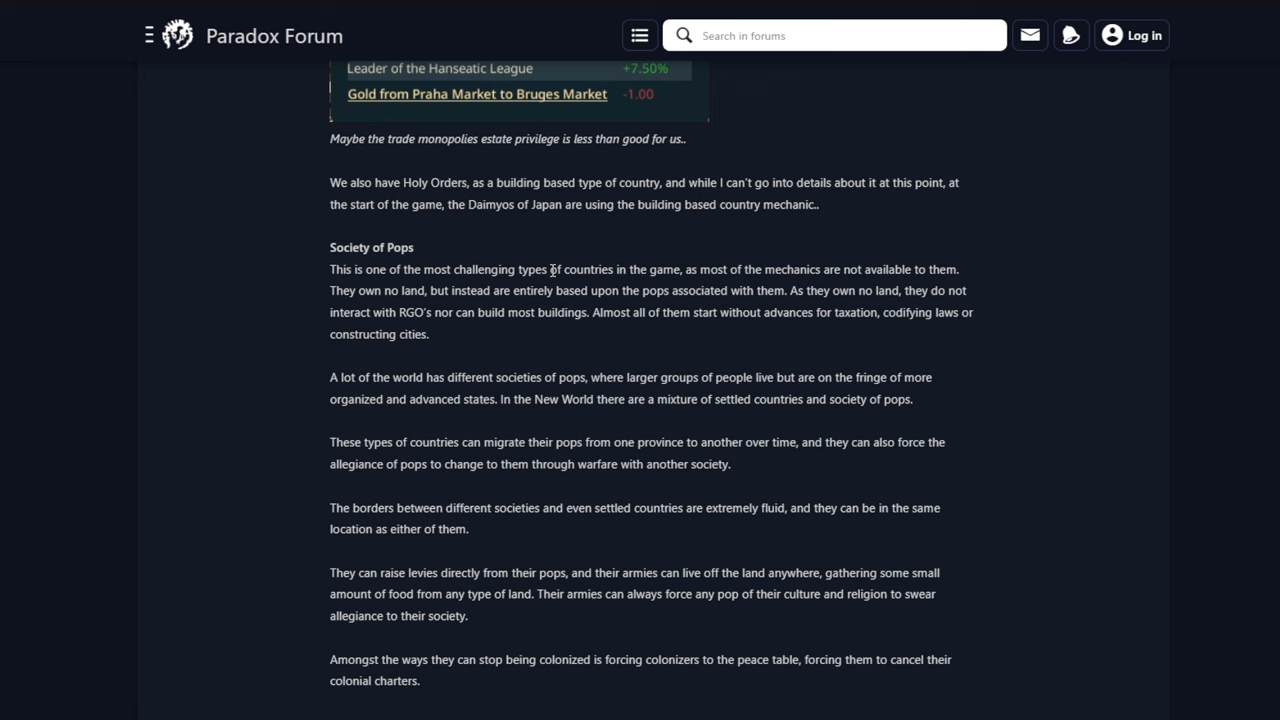 Paradox Forum
Search in forums
Log in
Leader of the Hanseatic League +7.50%
Gold from Praha Market to Bruges Market -1.00
Maybe the trade monopolies estate privilege is less than good for us..
We also have Holy Orders, as a building based type of country, and while I can't go into details about it at this point, at
the start of the game, the Daimyos of Japan are using the building based country mechanic..
Society of Pops
This is one of the most challenging types of countries in the game, as most of the mechanics are not available to them.
They own no land, but instead are entirely based upon the pops associated with them. As they own no land, they do not
interact with RGO's nor can build most buildings. Almost all of them start without advances for taxation, codifying laws or
constructing cities.
A lot of the world has different societies of pops, where larger groups of people live but are on the fringe of more
organized and advanced states. In the New World there are a mixture of settled countries and society of pops.
These types of countries can migrate their pops from one province to another over time, and they can also force the
allegiance of pops to change to them through warfare with another society.
The borders between different societies and even settled countries are extremely fluid, and they can be in the same
location as either of them.
They can raise levies directly from their pops, and their armies can live off the land anywhere, gathering some small
amount of food from any type of land. Their armies can always force any pop of their culture and religion to swear
allegiance to their society.
Amongst the ways they can stop being colonized is forcing colonizers to the peace table, forcing them to cancel their
colonial charters.